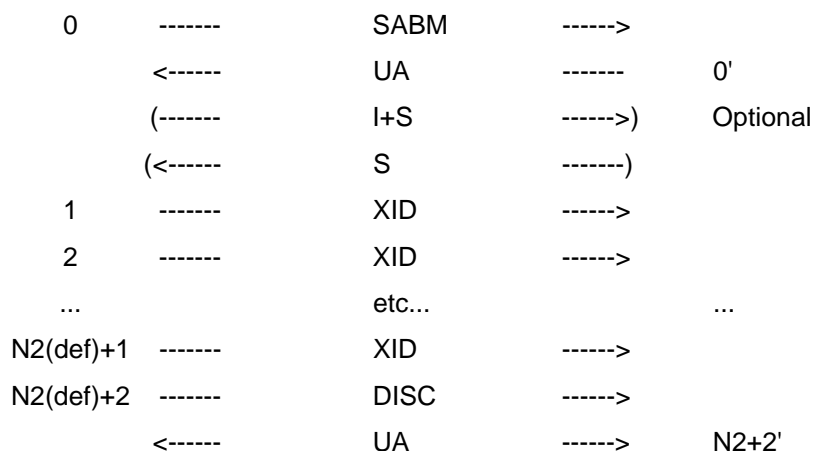 0 ------- SABM ------>
<------ UA ------- 0'
(------- I+S ------>) Optional
(<------ S -------)
1 ------- XID ------>
2 ------- XID ------>
... etc... ...
N2(def)+1 ------- XID ------>
N2(def)+2 ------- DISC ------>
<------ UA ------> N2+2'